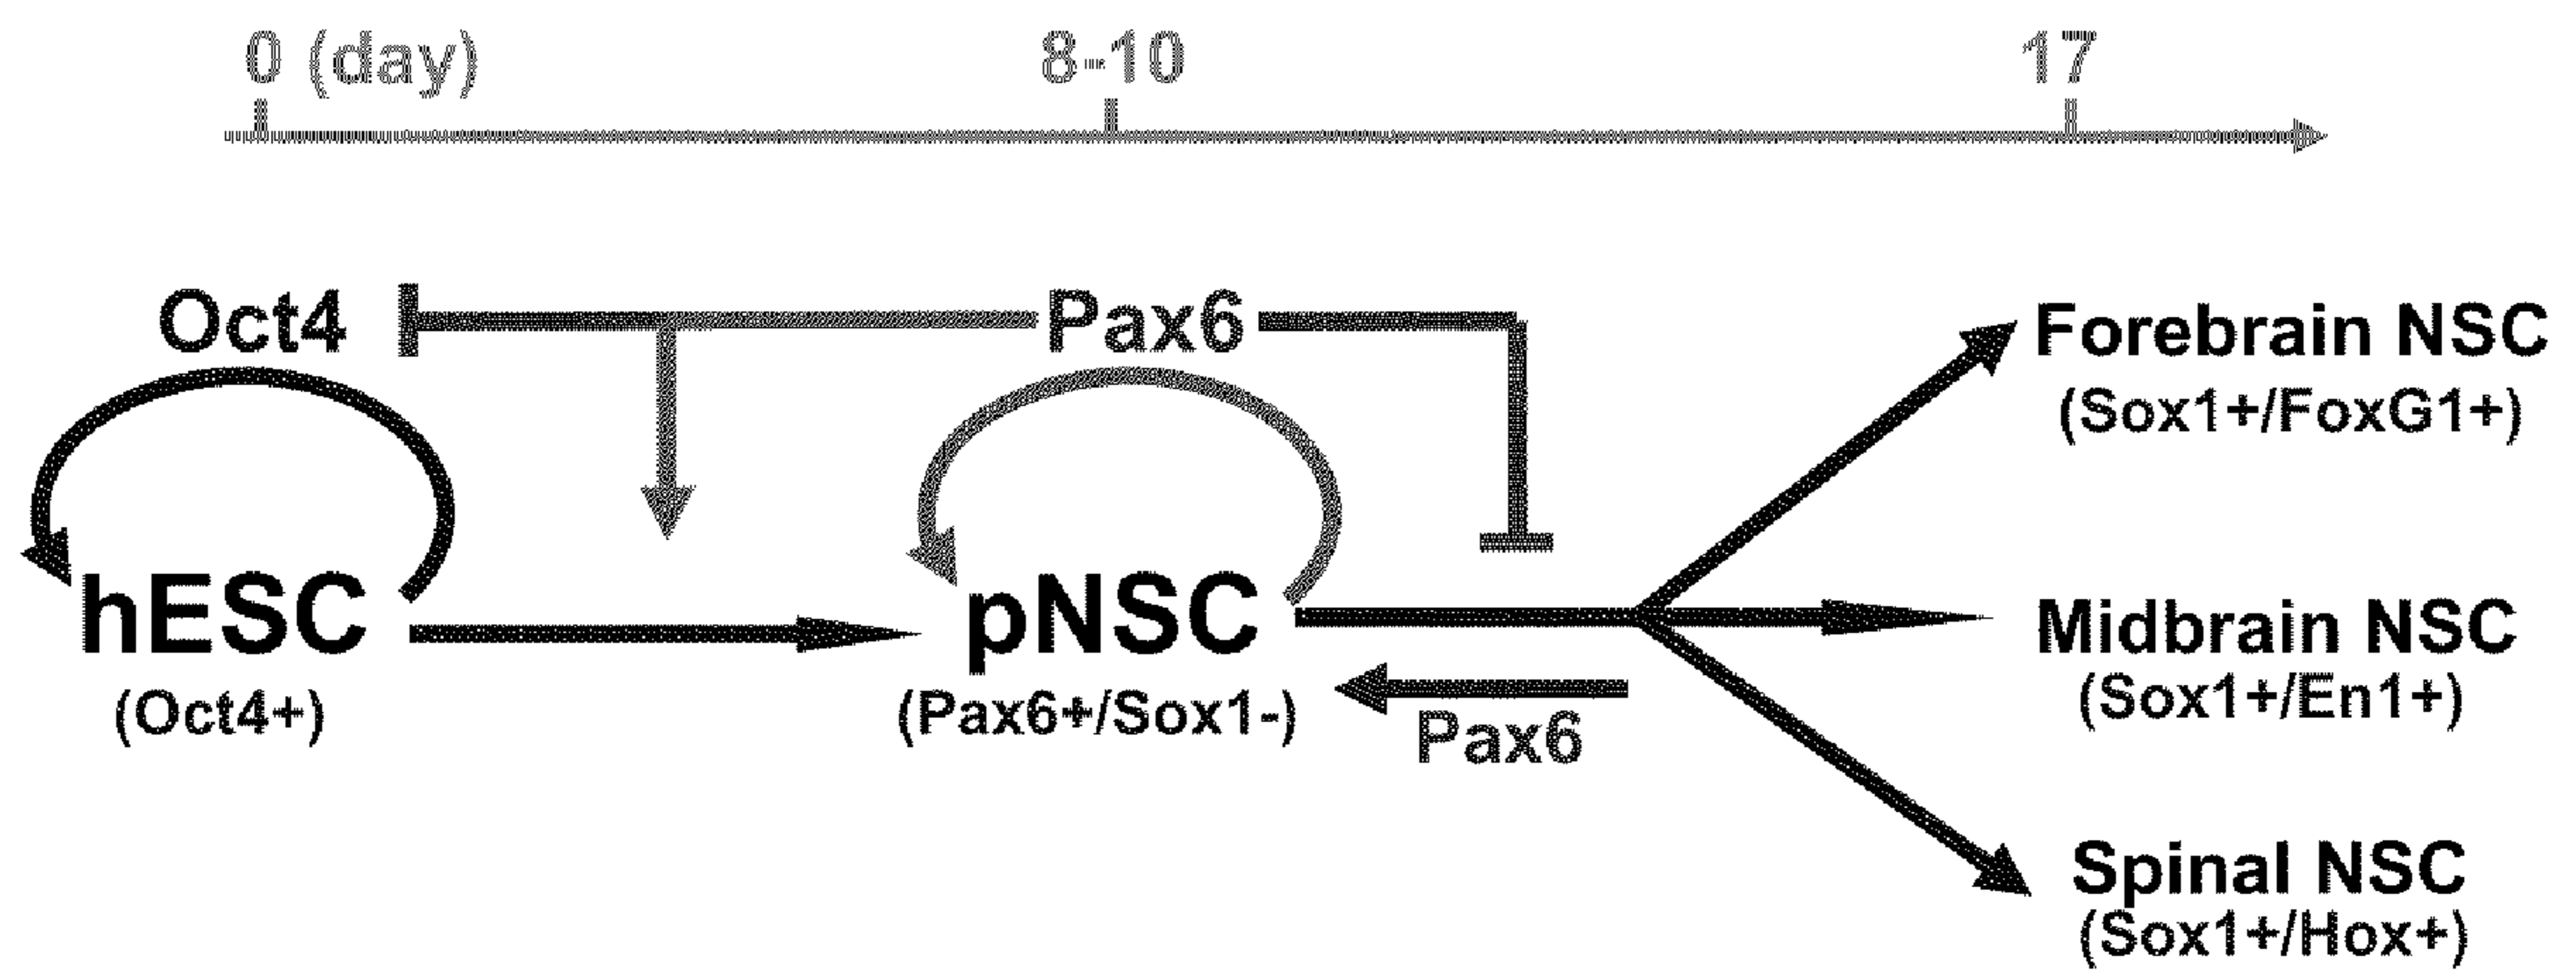 0 (day) 8-10 17
Oct4 Pax6 Forebrain NSC
(Sox1+/FoxG1+)
hESC pNSC Midbrain NSC
(Oct4+) (Pax6+/Sox1-) (Sox1+/En1+)
Pax6
Spinal NSC
(Sox1+/Hox+)